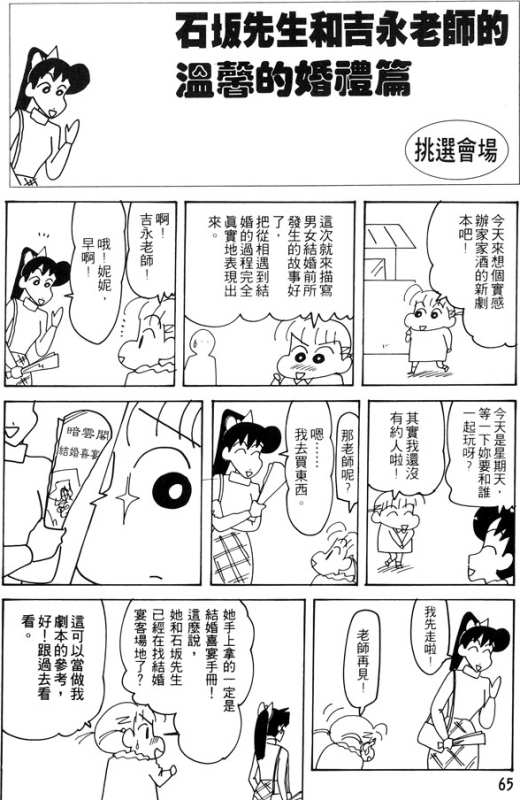 石坂先生和吉永老師的
溫馨的婚禮篇
挑選會場
今天來想個實感
辦家家酒的新劇
本吧！
這次就來描寫
男女結婚前所
發生的故事好
了，
把從相遇到結
婚的過程完全
真實地表現出
來。
啊！
吉永老師！
哦！妮妮，
早啊！
今天是星期天，
等一下妳要和誰
一起玩呀？
其實我還沒
有約人啦！
那老師呢？
嗯……
我去買東西。
暗雲閣
結婚喜宴
我先走啦！
老師再見！
她手上拿的一定是
結婚喜宴手冊！
這麼說，
她和石坂先生
已經在找結婚
宴客場地了？
這可以當做我
劇本的參考，
好！跟過去看
看。
65